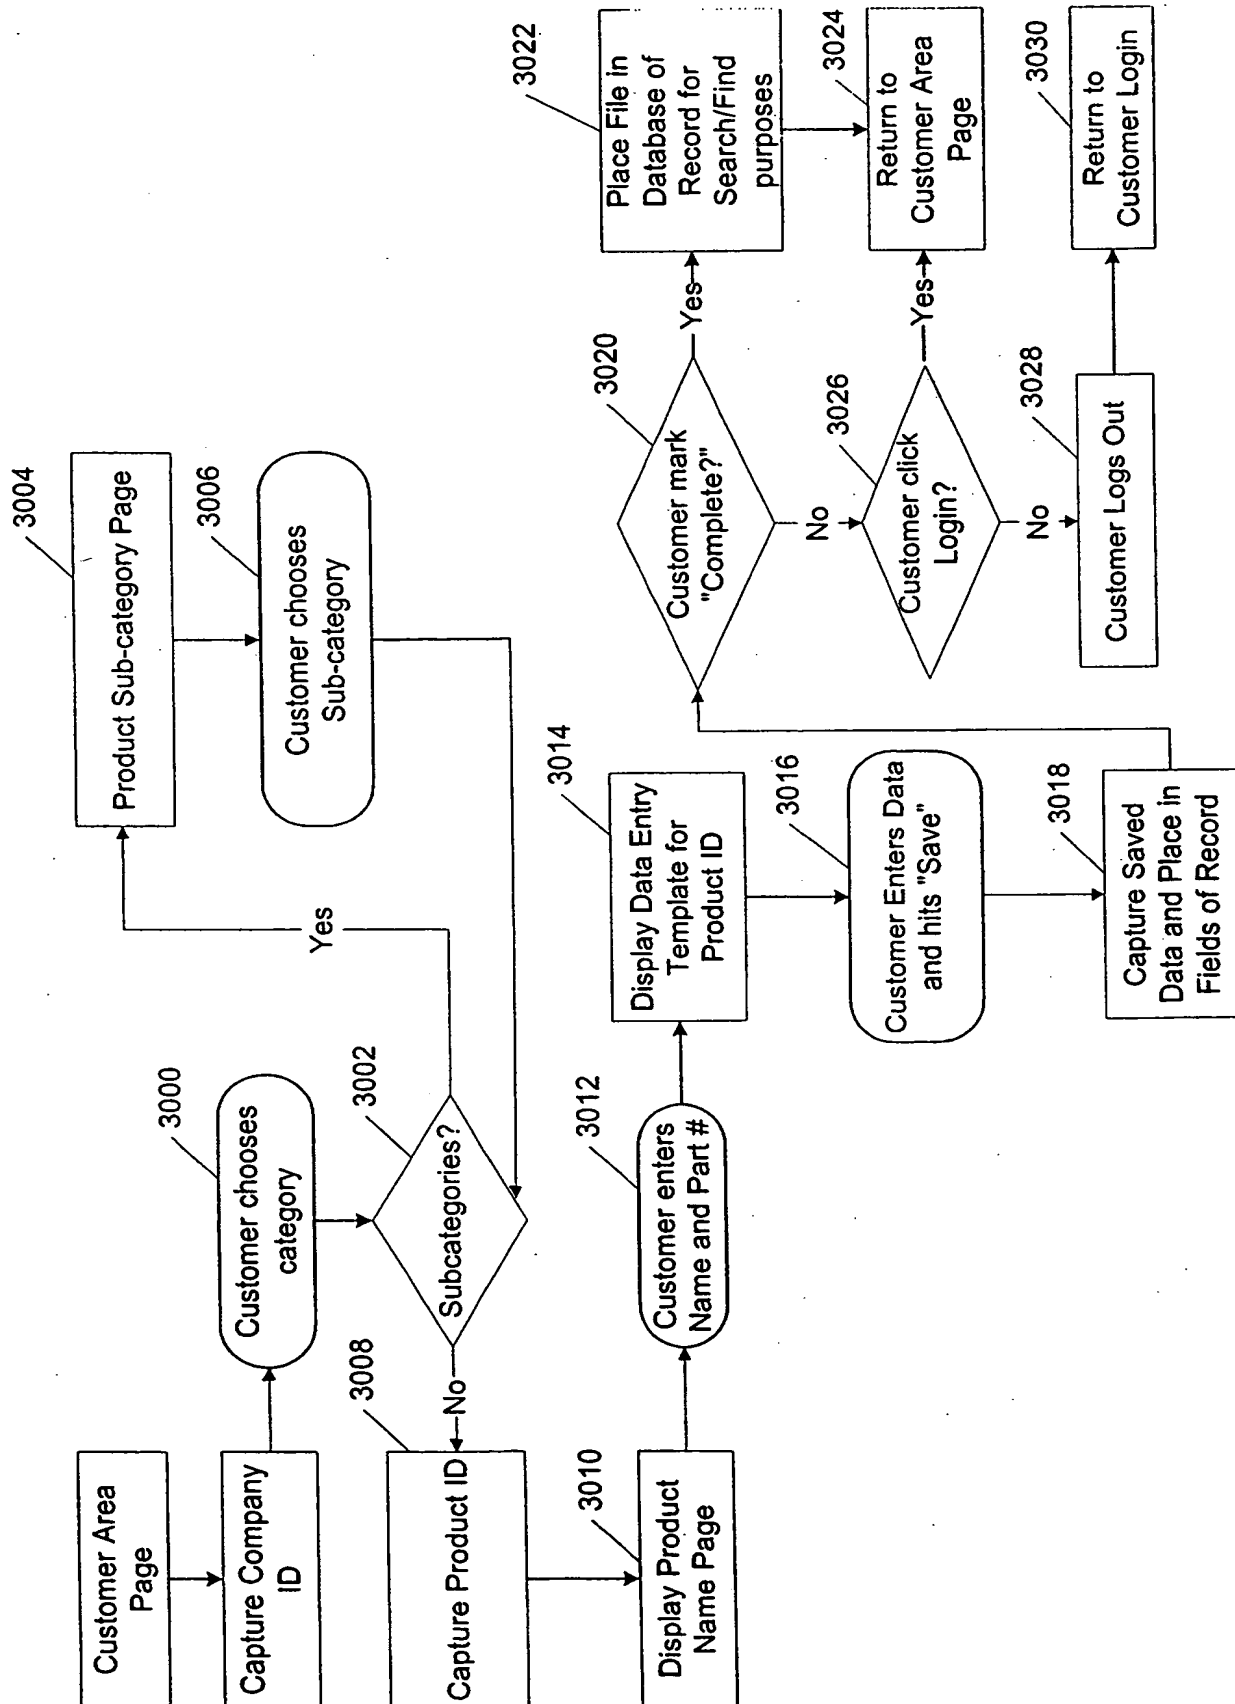 Customer Area
Page
Capture Company
ID
3000
Customer chooses
category
3002
Subcategories?
Yes
3004
Product Sub-category Page
3006
Customer chooses
Sub-category
No
3008
Capture Product ID
3010
Display Product
Name Page
3012
Customer enters
Name and Part #
3014
Display Data Entry
Template for
Product ID
3016
Customer Enters Data
and hits "Save"
3018
Capture Saved
Data and Place in
Fields of Record
3020
Customer mark
"Complete?"
Yes
3022
Place File in
Database of
Record for
Search/Find
purposes
3024
Return to
Customer Area
Page
No
3026
Customer click
Login?
Yes
No
3028
Customer Logs Out
3030
Return to
Customer Login